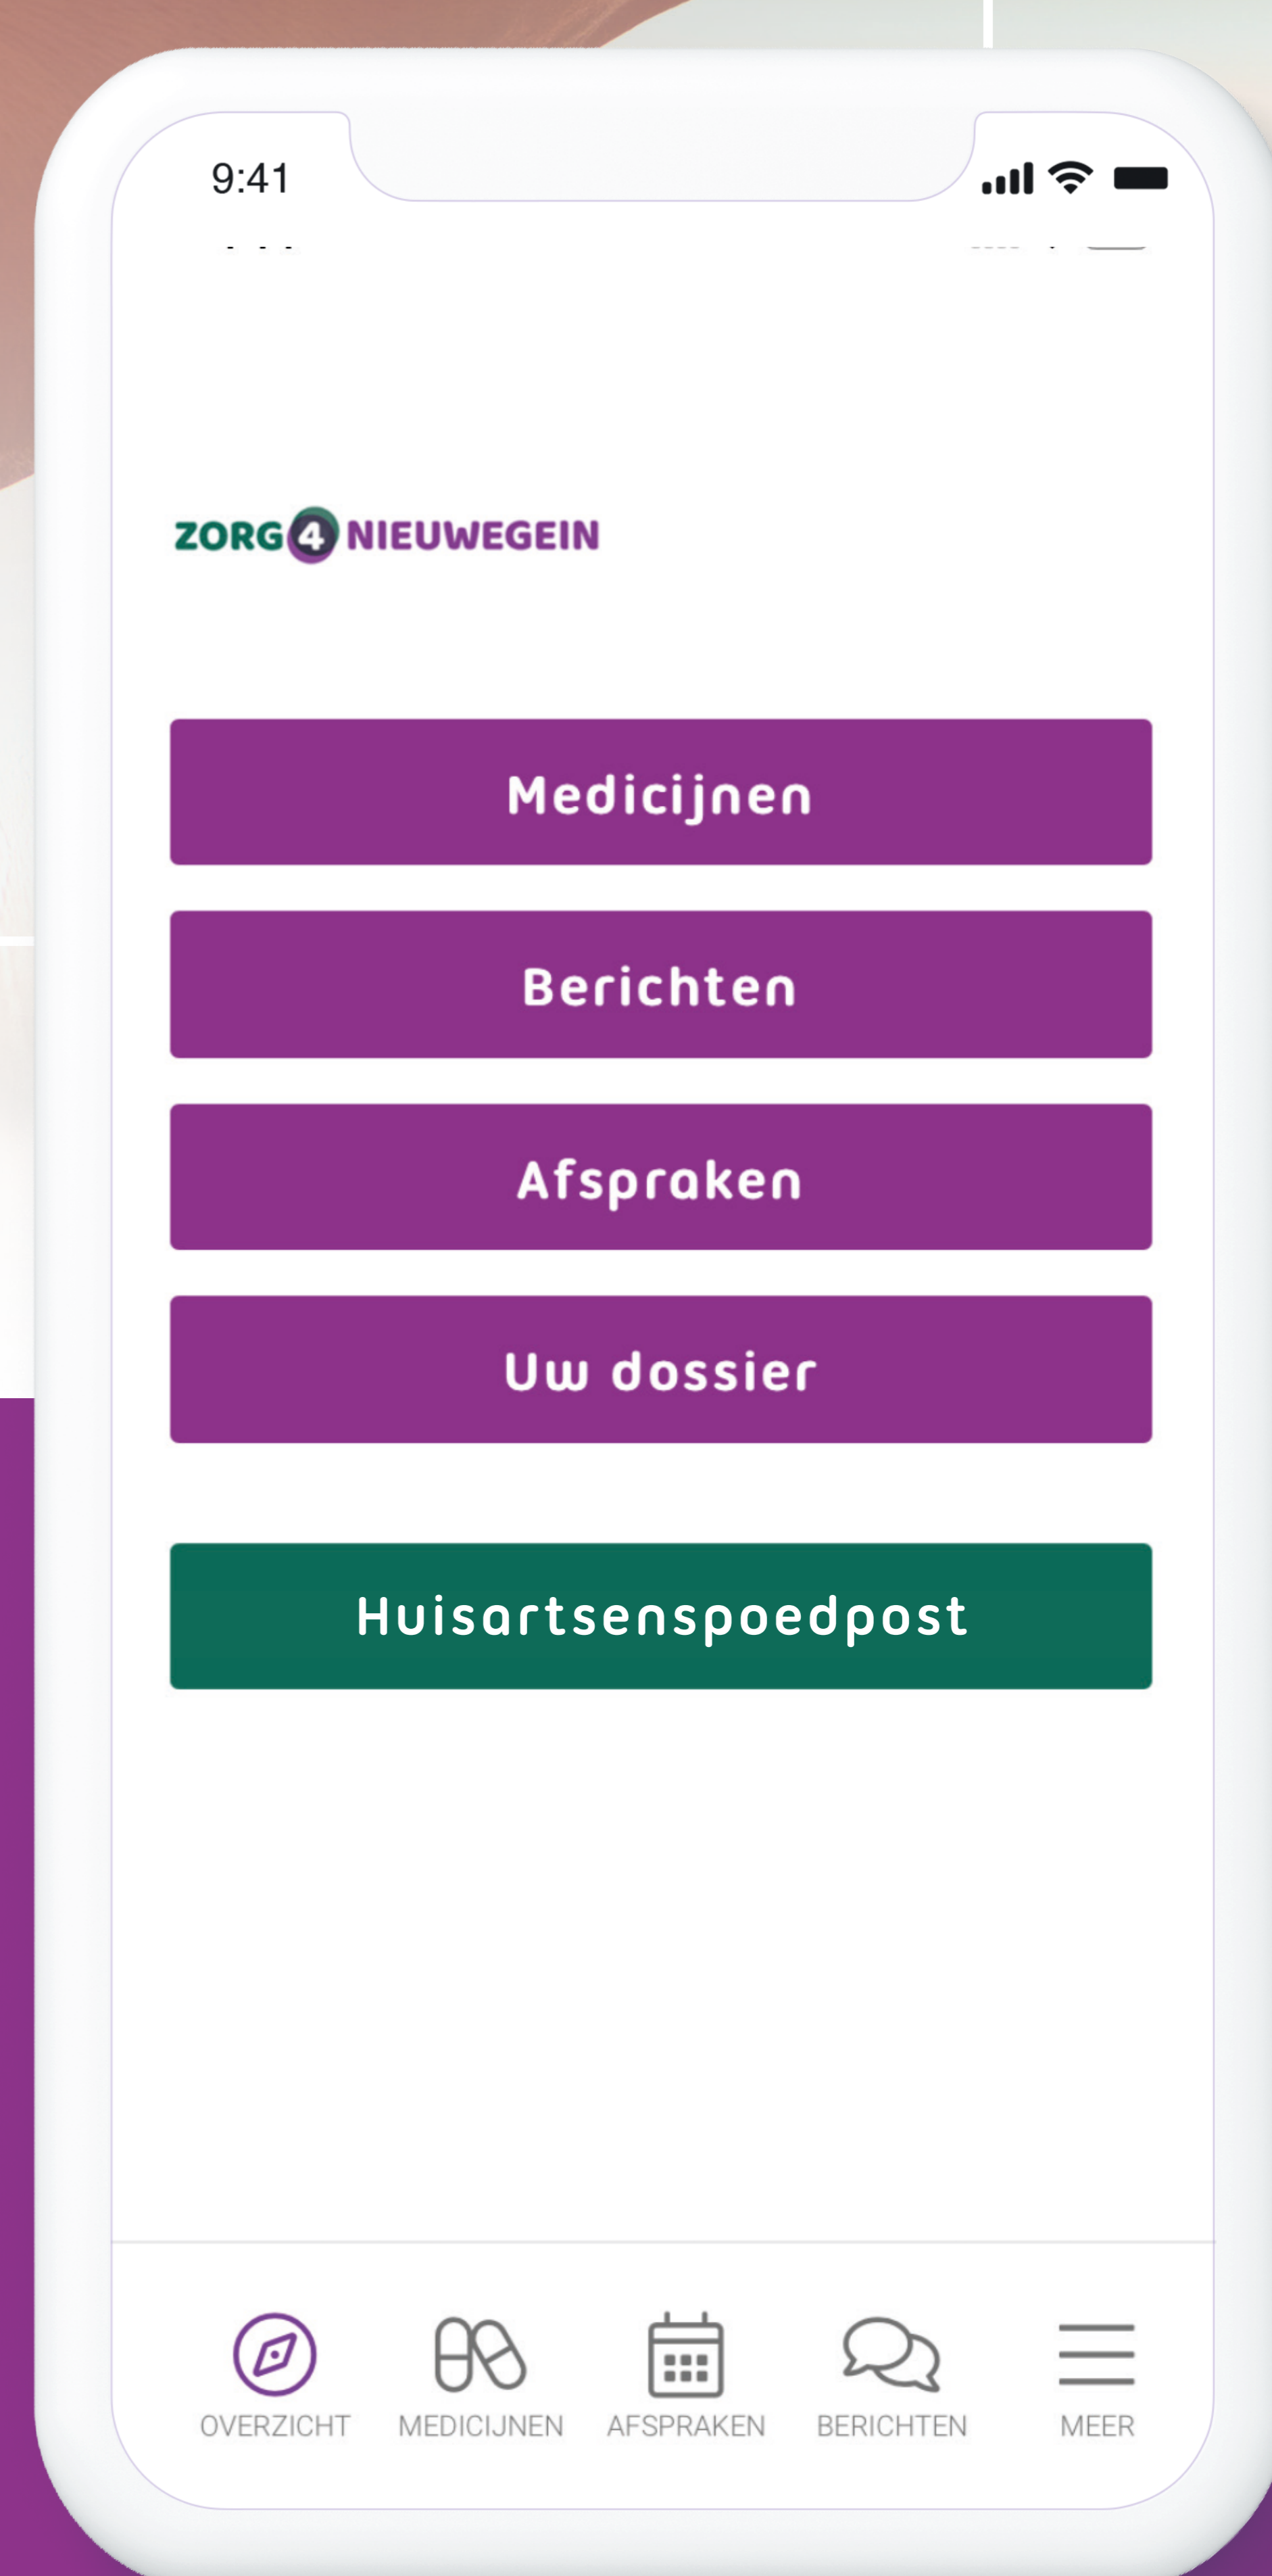 9:41
ZORG4NIEUWEGEIN
Medicijnen
Berichten
Afspraken
Uw dossier
Huisartsenspoedpost
OVERZICHT MEDICIJNEN AFSPRAKEN BERICHTEN MEER